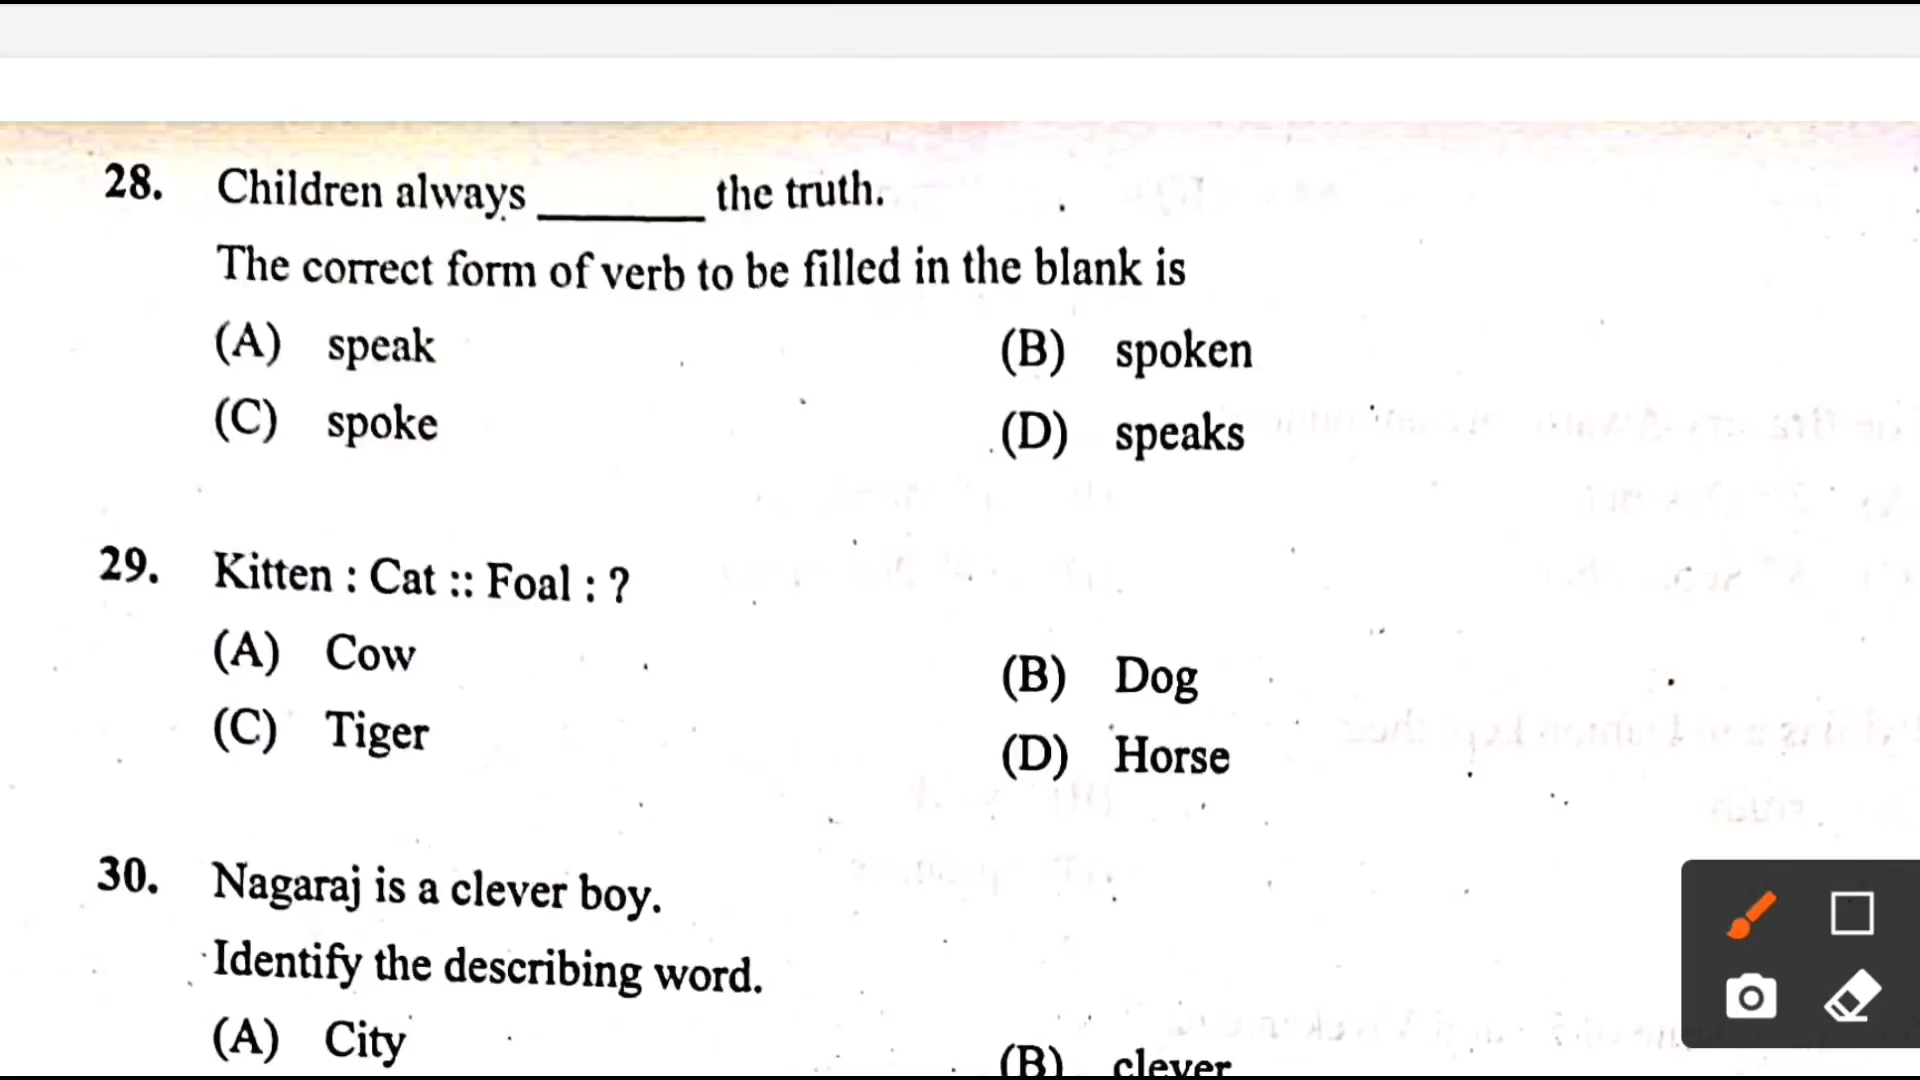 28. Children always ______ the truth.
The correct form of verb to be filled in the blank is
(A) speak (B) spoken
(C) spoke (D) speaks
29. Kitten : Cat :: Foal : ?
(A) Cow (B) Dog
(C) Tiger (D) Horse
30. Nagaraj is a clever boy.
Identify the describing word.
(A) City (B) clever